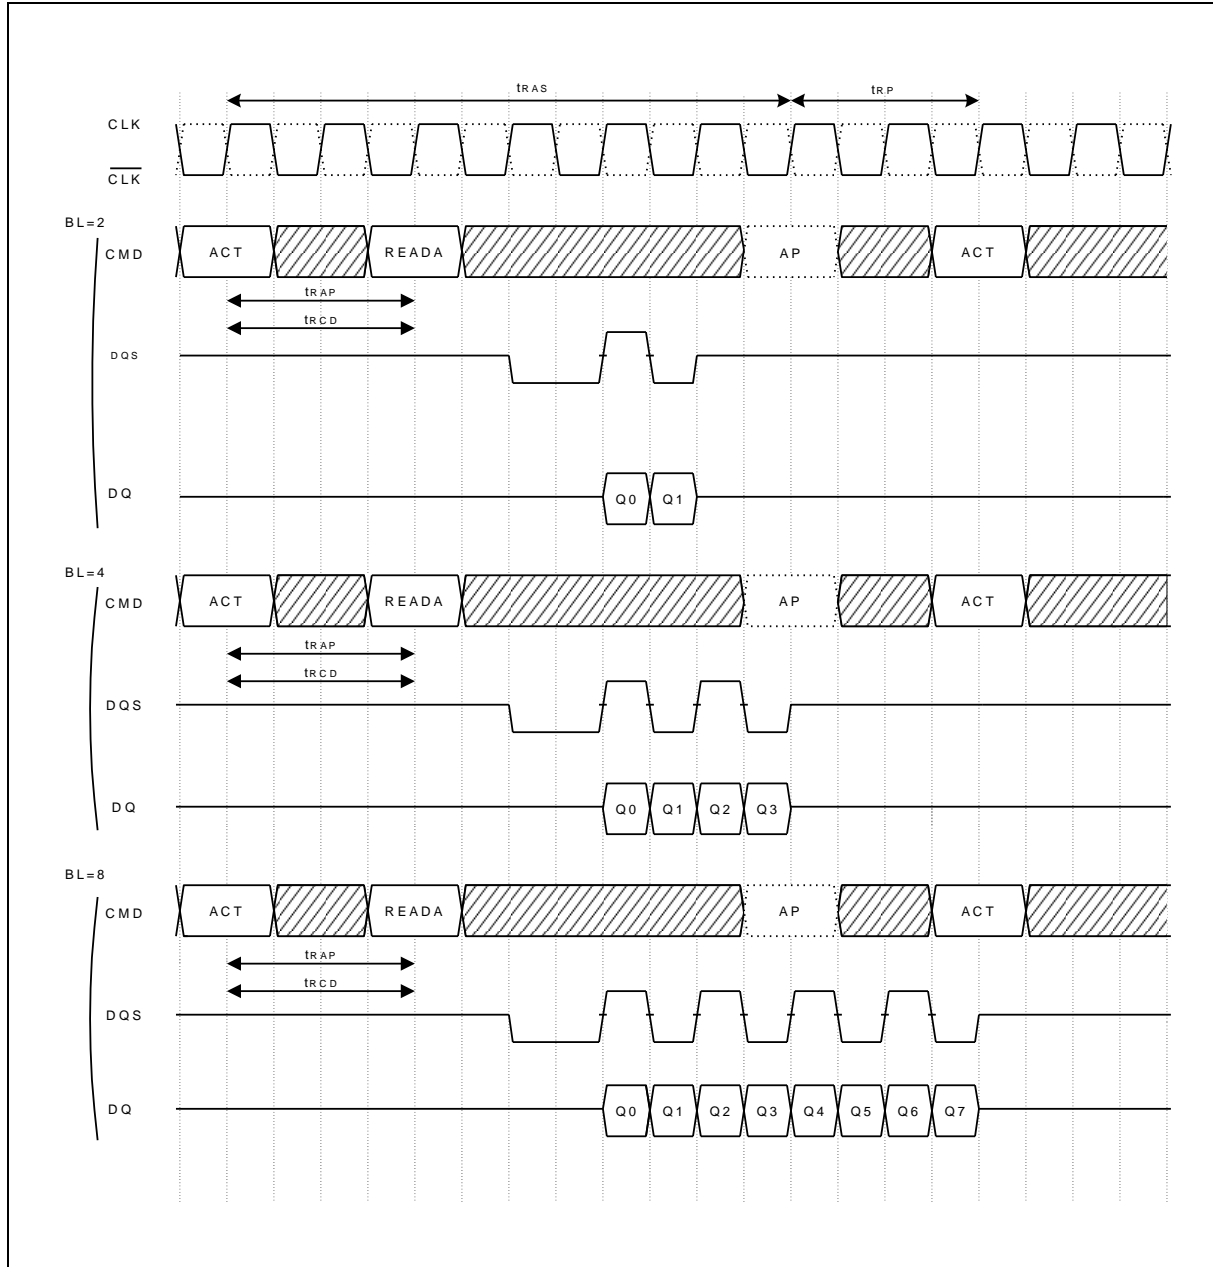 tRAS tRP
CLK
CLK
BL=2
CMD ACT READA AP ACT
tRAP
tRCD
DQS
DQ Q0 Q1
BL=4
CMD ACT READA AP ACT
tRAP
tRCD
DQS
DQ Q0 Q1 Q2 Q3
BL=8
CMD ACT READA AP ACT
tRAP
tRCD
DQS
DQ Q0 Q1 Q2 Q3 Q4 Q5 Q6 Q7